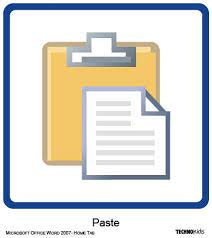 Paste
MICROSOFT OFFICE WORD 2007- HOME TAB
TECHNOkids